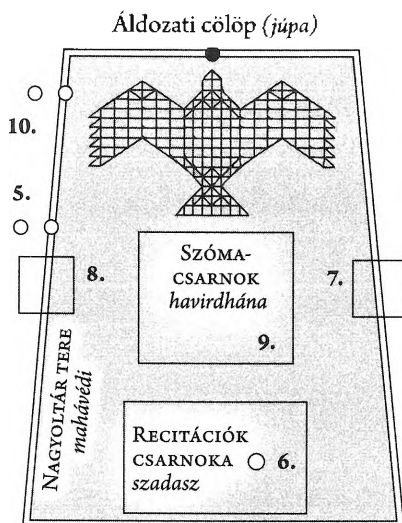 Áldozati cölöp (júpa)
10.
5.
8.
7.
SZÓMA-
CSARNOK
havirdhána
9.
NAGYOLTÁR TERE
mahávédi
RECITÁCIÓK
CSARNOKA
szadasz
6.